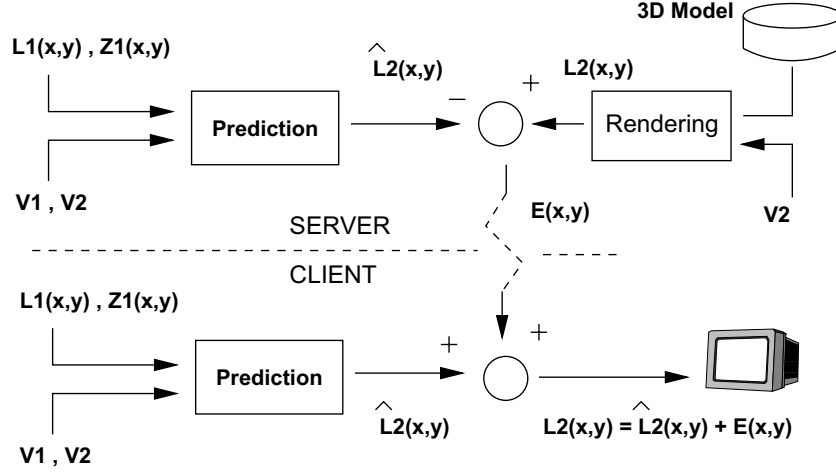 3D Model
L1(x,y) , Z1(x,y)
^
L2(x,y)
+
L2(x,y)
−
Prediction
Rendering
V1 , V2
E(x,y)
V2
SERVER
CLIENT
L1(x,y) , Z1(x,y)
+
+
Prediction
^
L2(x,y)
L2(x,y) = L̂2(x,y) + E(x,y)
V1 , V2